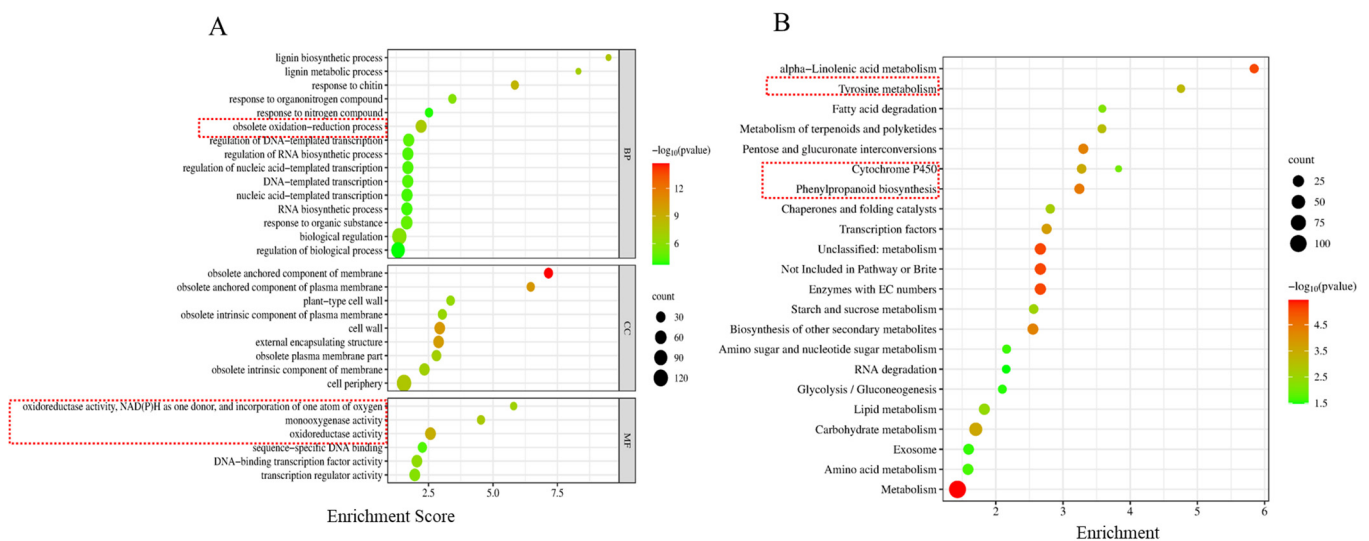 A
lignin biosynthetic process
lignin metabolic process
response to chitin
response to organonitrogen compound
response to nitrogen compound
obsolete oxidation−reduction process
regulation of DNA−templated transcription
regulation of RNA biosynthetic process
regulation of nucleic acid−templated transcription
DNA−templated transcription
nucleic acid−templated transcription
RNA biosynthetic process
response to organic substance
biological regulation
regulation of biological process
BP
obsolete anchored component of membrane
obsolete anchored component of plasma membrane
plant−type cell wall
obsolete intrinsic component of plasma membrane
cell wall
external encapsulating structure
obsolete plasma membrane part
obsolete intrinsic component of membrane
cell periphery
CC
oxidoreductase activity, NAD(P)H as one donor, and incorporation of one atom of oxygen
monooxygenase activity
oxidoreductase activity
sequence−specific DNA binding
DNA−binding transcription factor activity
transcription regulator activity
MF
2.5 5.0 7.5
Enrichment Score
−log10(pvalue)
12
9
6
count
30
60
90
120
B
alpha−Linolenic acid metabolism
Tyrosine metabolism
Fatty acid degradation
Metabolism of terpenoids and polyketides
Pentose and glucuronate interconversions
Cytochrome P450
Phenylpropanoid biosynthesis
Chaperones and folding catalysts
Transcription factors
Unclassified: metabolism
Not Included in Pathway or Brite
Enzymes with EC numbers
Starch and sucrose metabolism
Biosynthesis of other secondary metabolites
Amino sugar and nucleotide sugar metabolism
RNA degradation
Glycolysis / Gluconeogenesis
Lipid metabolism
Carbohydrate metabolism
Exosome
Amino acid metabolism
Metabolism
2 3 4 5 6
Enrichment
count
25
50
75
100
−log10(pvalue)
4.5
3.5
2.5
1.5